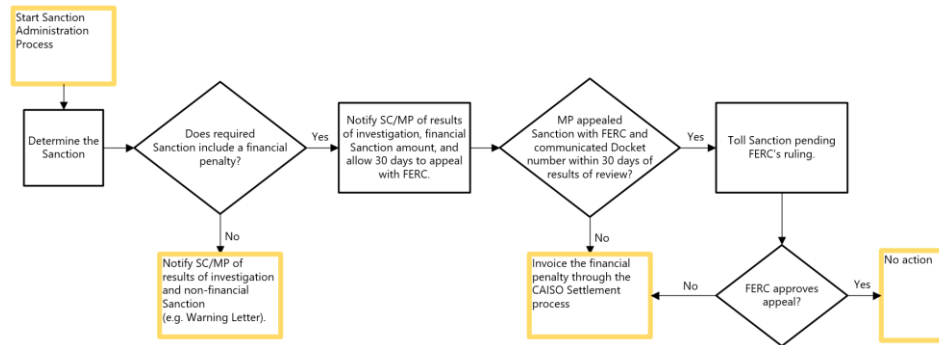 Start Sanction
Administration
Process
Determine the
Sanction
Does required
Sanction include a financial
penalty?
Yes
No
Notify SC/MP of
results of investigation
and non-financial
Sanction
(e.g. Warning Letter).
Notify SC/MP of results
of investigation, financial
Sanction amount, and
allow 30 days to appeal
with FERC.
MP appealed
Sanction with FERC and
communicated Docket
number within 30 days of
results of review?
Yes
No
Invoice the financial
penalty through the
CAISO Settlement
process
Toll Sanction pending
FERC's ruling.
FERC approves
appeal?
No
Yes
No action